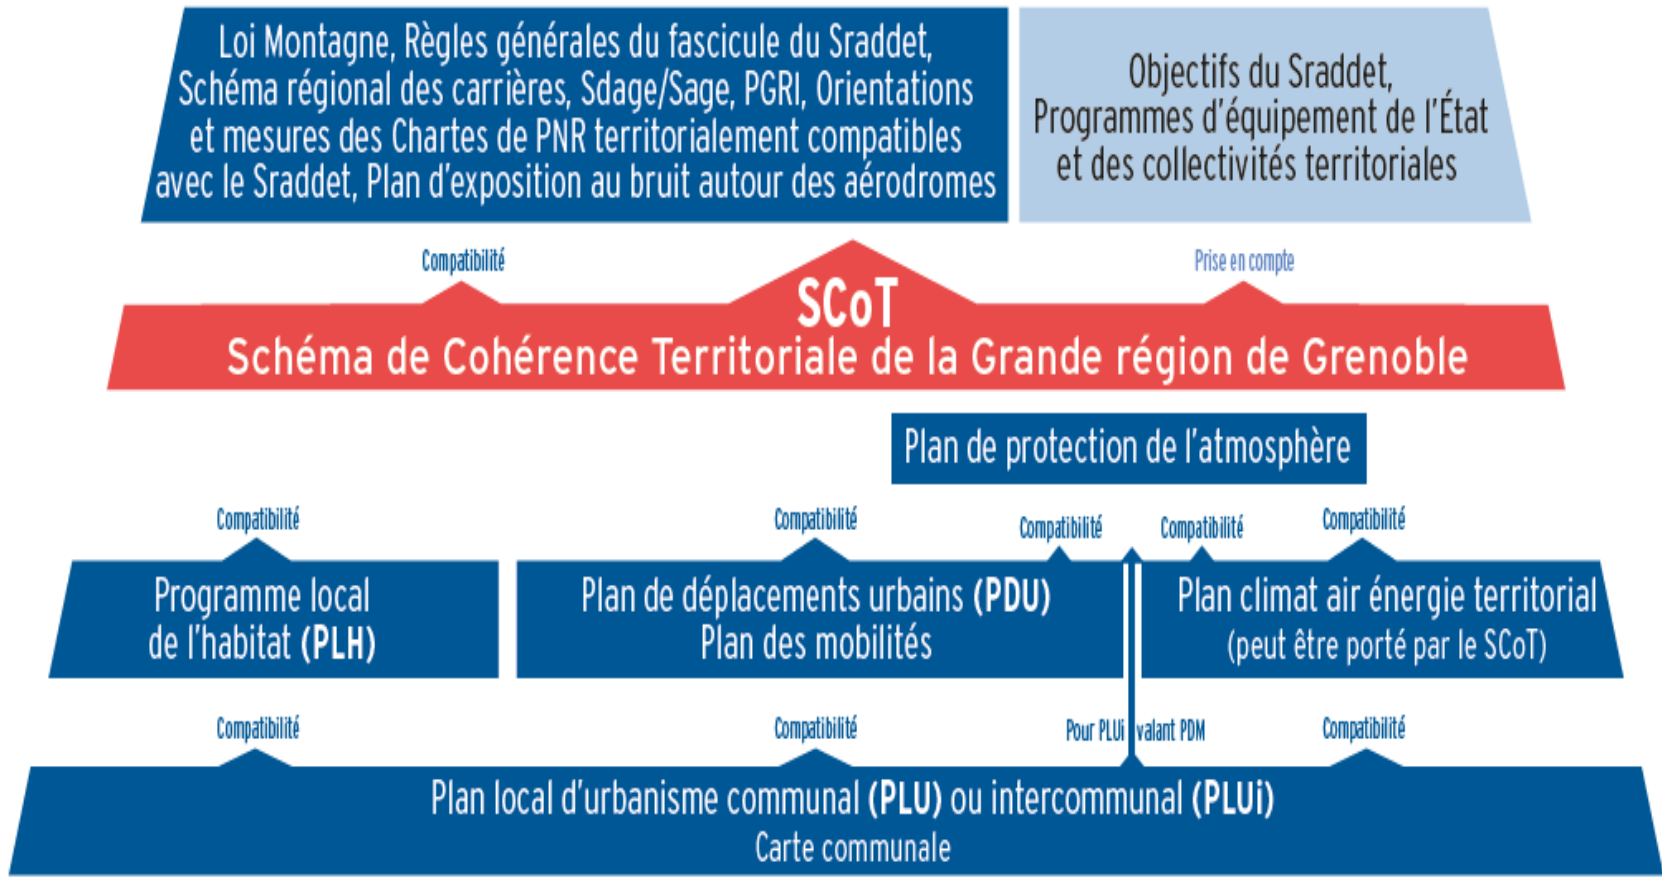 Loi Montagne, Règles générales du fascicule du Sraddet,
Schéma régional des carrières, Sdage/Sage, PGRI, Orientations
et mesures des Chartes de PNR territorialement compatibles
avec le Sraddet, Plan d'exposition au bruit autour des aérodromes
Objectifs du Sraddet,
Programmes d'équipement de l'État
et des collectivités territoriales
Compatibilité
Prise en compte
SCoT
Schéma de Cohérence Territoriale de la Grande région de Grenoble
Plan de protection de l'atmosphère
Compatibilité
Compatibilité
Compatibilité
Compatibilité
Compatibilité
Programme local
de l'habitat (PLH)
Plan de déplacements urbains (PDU)
Plan des mobilités
Plan climat air énergie territorial
(peut être porté par le SCoT)
Compatibilité
Compatibilité
Pour PLUi valant PDM
Compatibilité
Plan local d'urbanisme communal (PLU) ou intercommunal (PLUi)
Carte communale